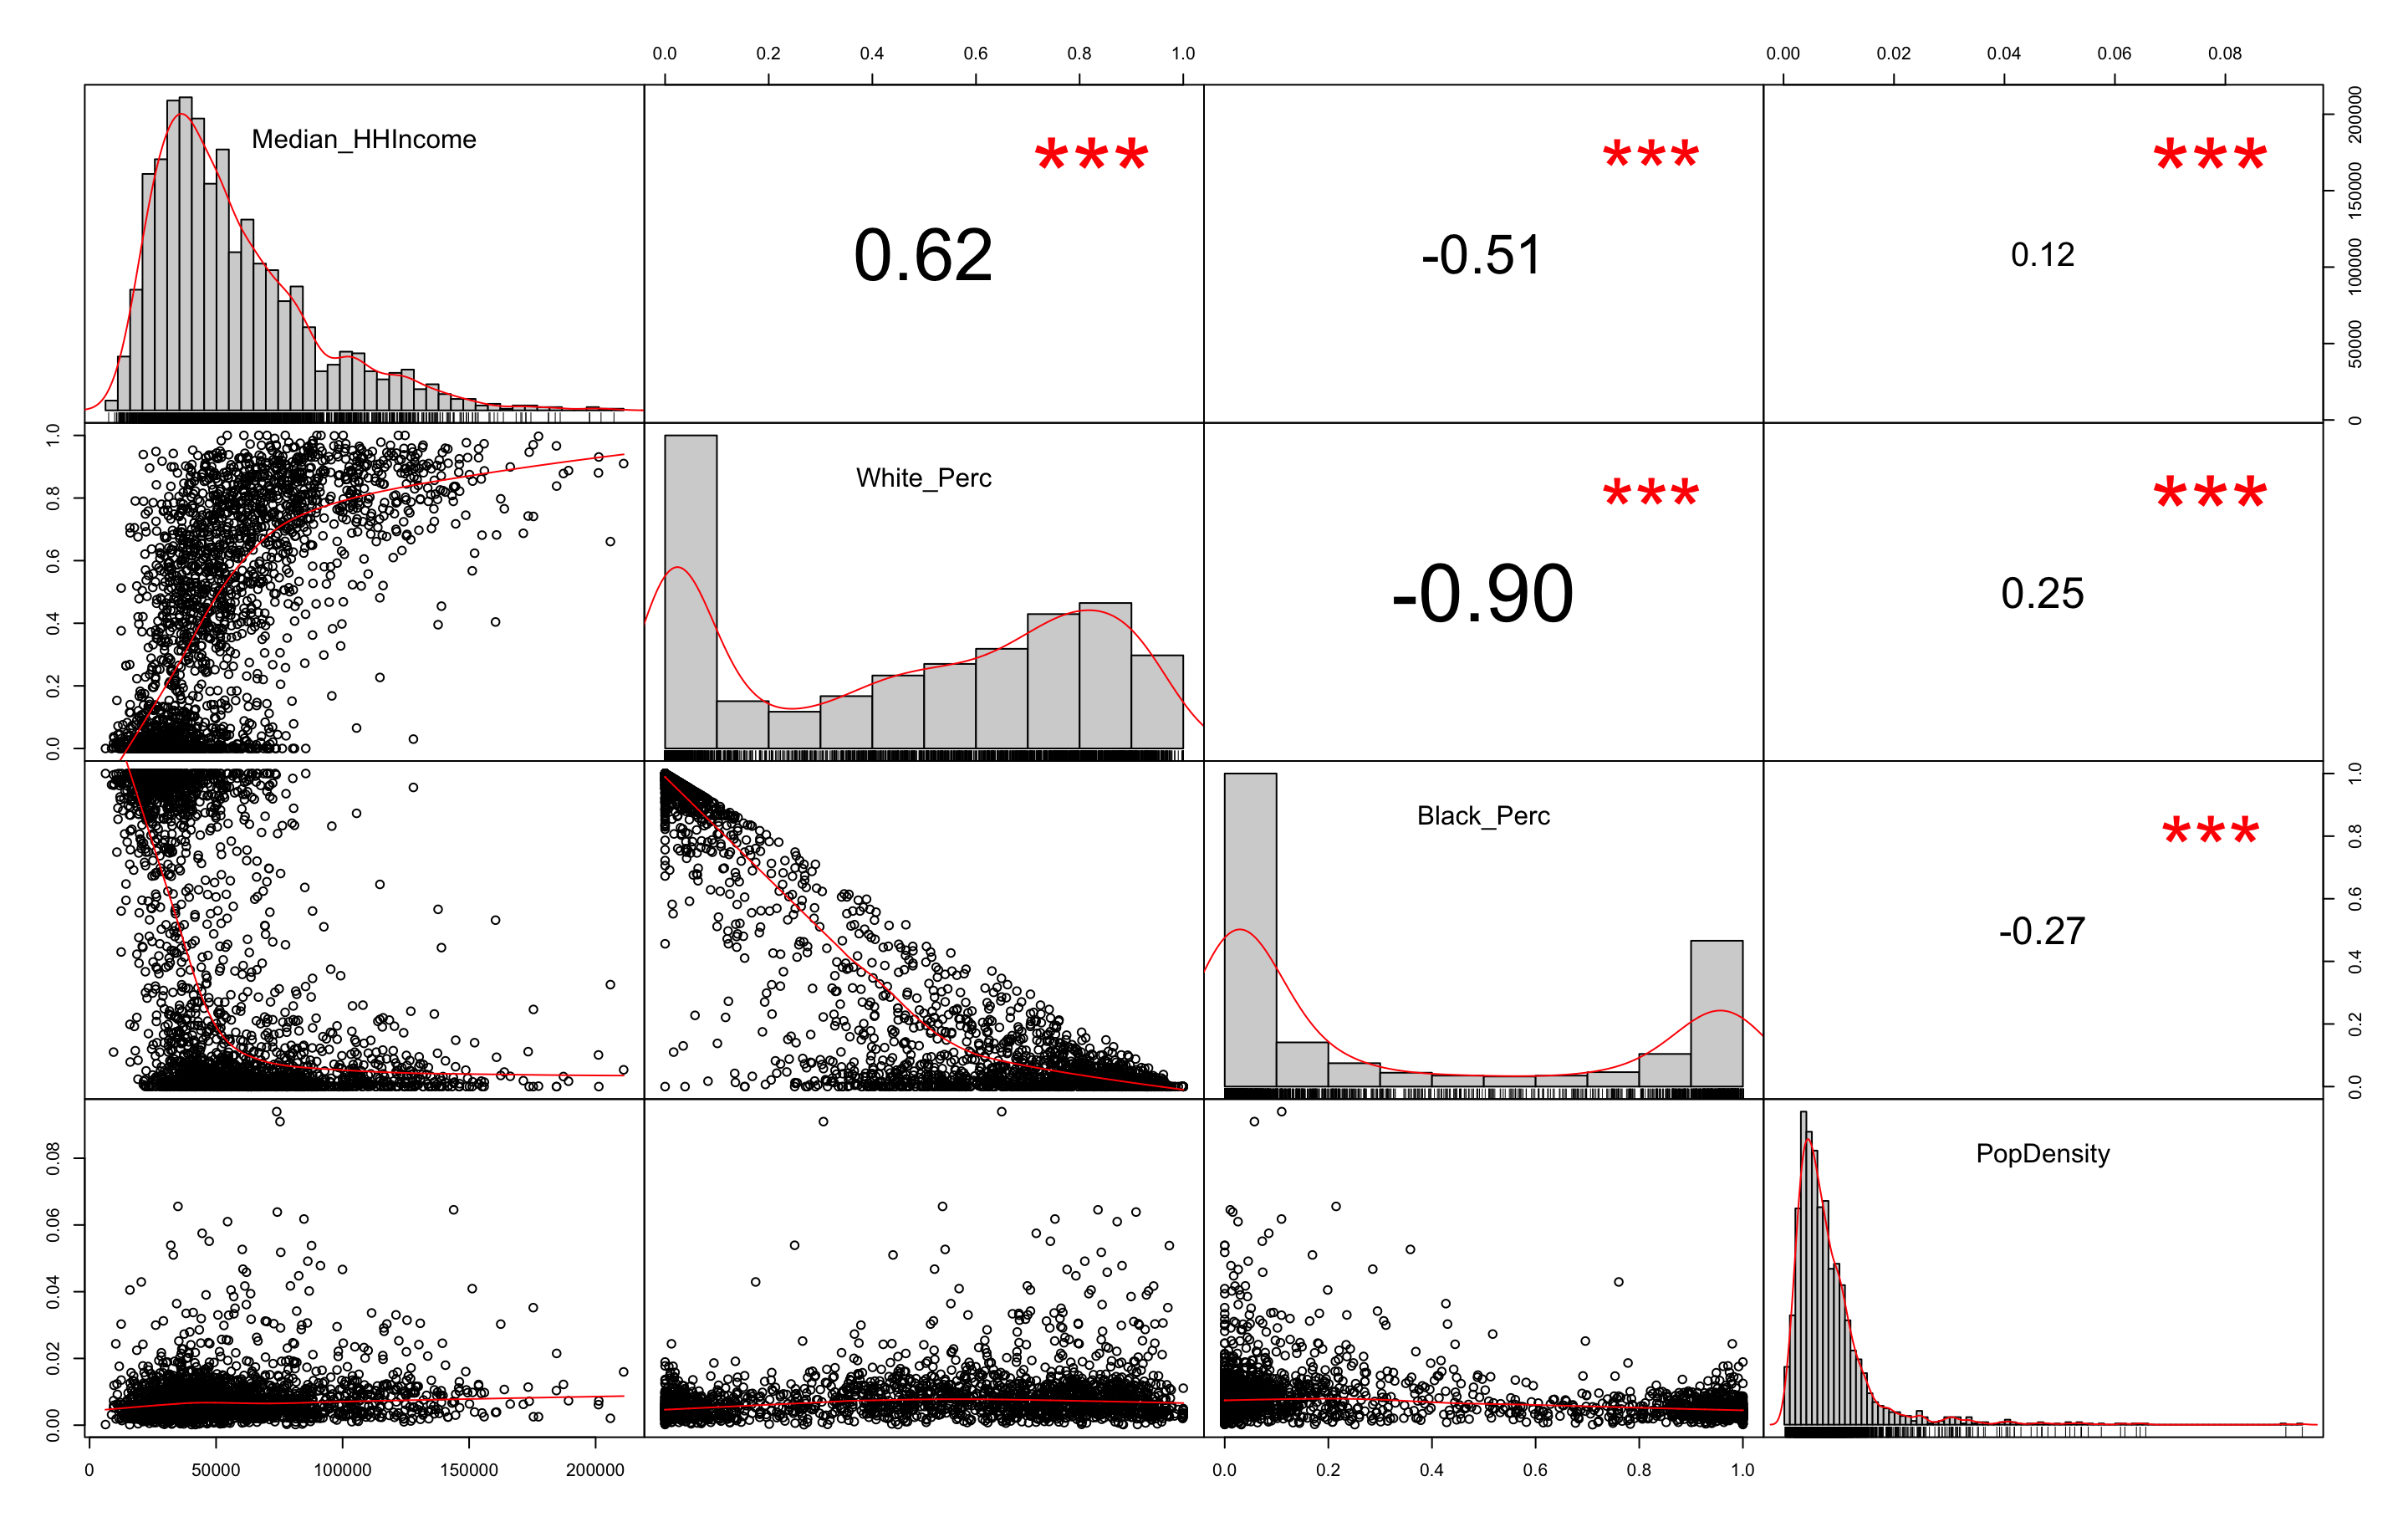 0.0 0.2 0.4 0.6 0.8 1.0 0.00 0.02 0.04 0.06 0.08
Median_HHIncome
*** *** ***
0.62 -0.51 0.12
0 50000 100000 150000 200000
White_Perc
*** ***
-0.90 0.25
0.0 0.2 0.4 0.6 0.8 1.0
Black_Perc
***
-0.27
0.0 0.2 0.4 0.6 0.8 1.0
PopDensity
0.00 0.02 0.04 0.06 0.08
0 50000 100000 150000 200000 0.0 0.2 0.4 0.6 0.8 1.0